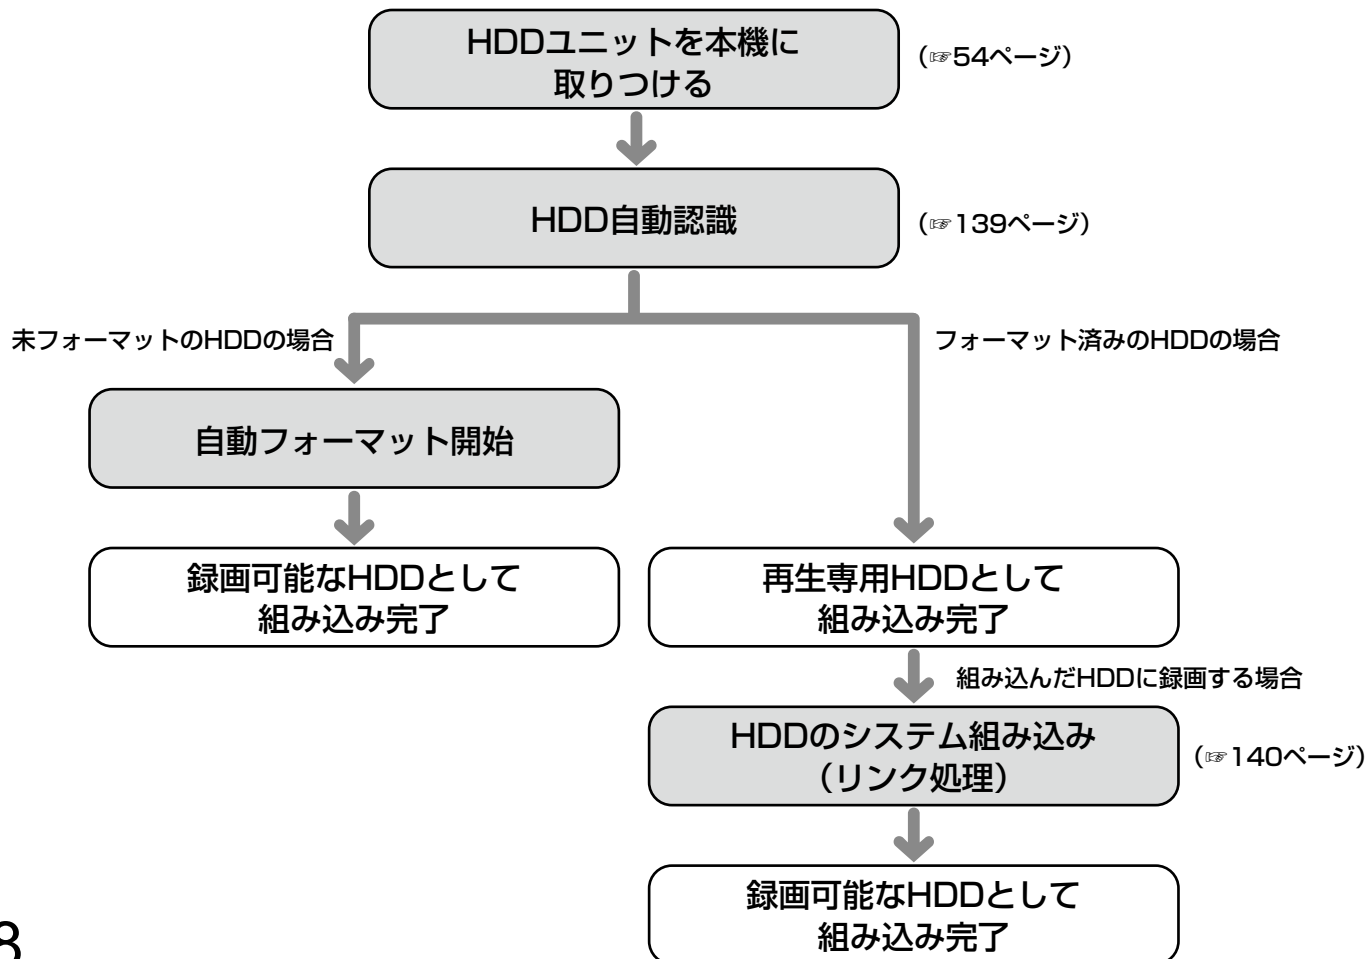 HDDユニットを本機に
取りつける
(☞54ページ)
HDD自動認識
(☞139ページ)
未フォーマットのHDDの場合
フォーマット済みのHDDの場合
自動フォーマット開始
録画可能なHDDとして
組み込み完了
再生専用HDDとして
組み込み完了
組み込んだHDDに録画する場合
HDDのシステム組み込み
(リンク処理)
(☞140ページ)
録画可能なHDDとして
組み込み完了
8